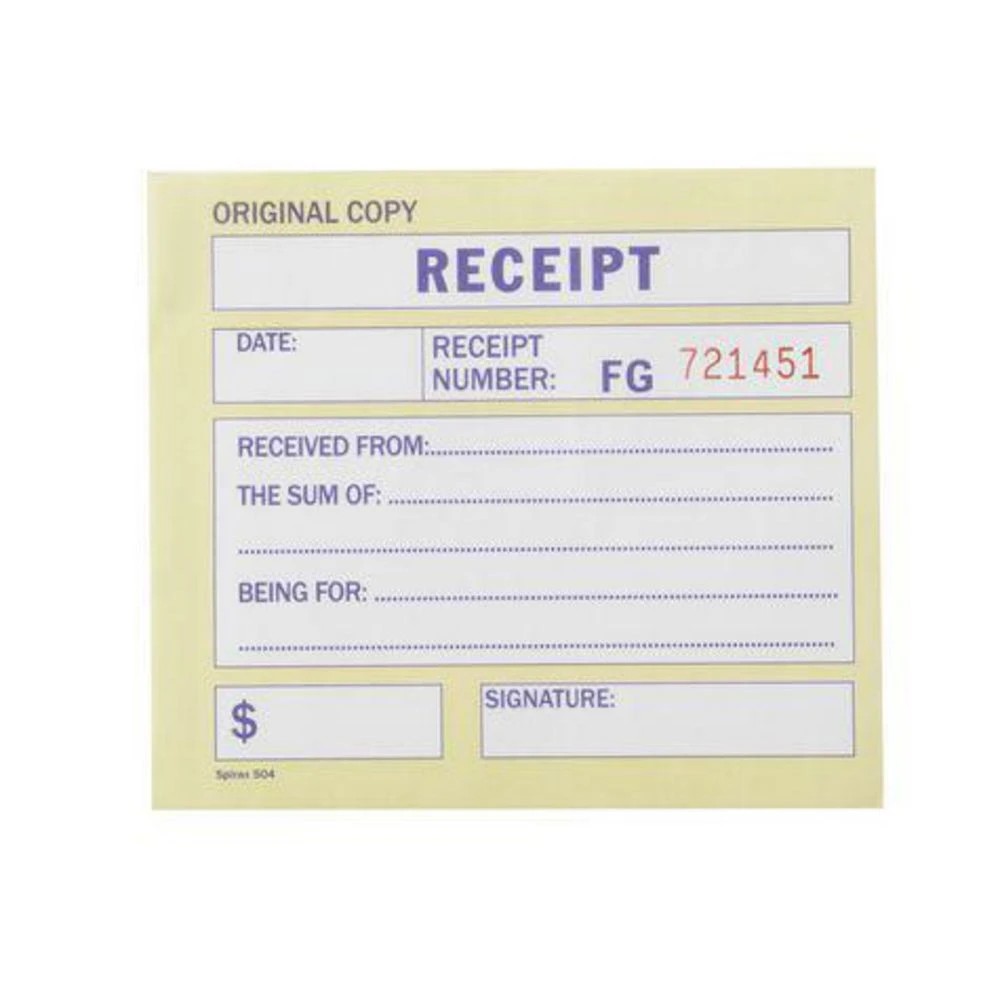 ORIGINAL COPY
RECEIPT
DATE:
RECEIPT
NUMBER: FG 721451
RECEIVED FROM:
THE SUM OF:
BEING FOR:
$
SIGNATURE:
Spirax 504